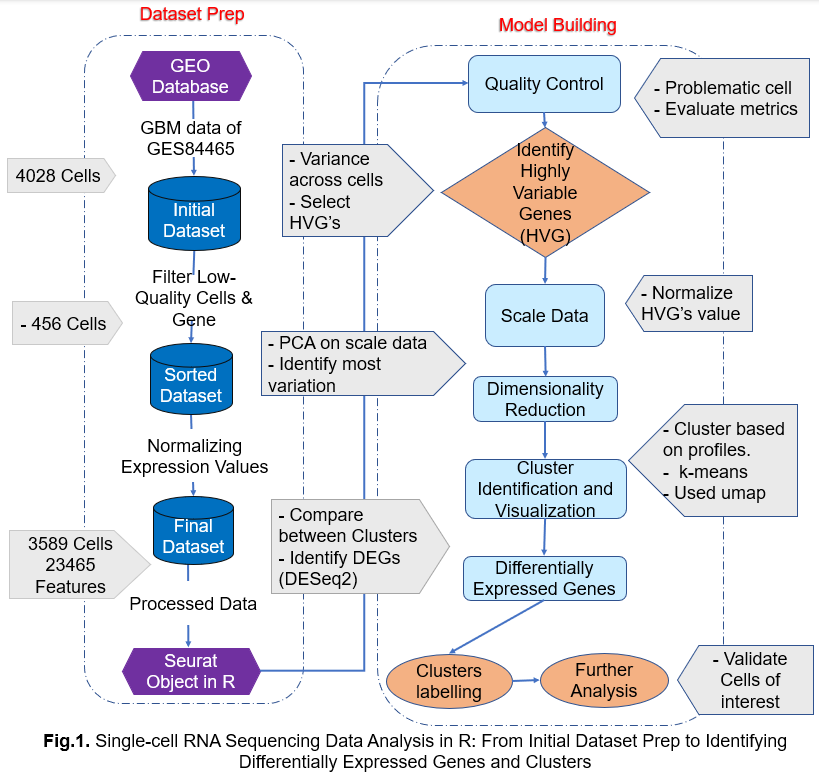 Dataset Prep
GEO
Database
GBM data of
GES84465
4028 Cells
Initial
Dataset
Filter Low-
Quality Cells &
Gene
- 456 Cells
Sorted
Dataset
Normalizing
Expression Values
Final
Dataset
3589 Cells
23465
Features
Processed Data
Seurat
Object in R
Model Building
Quality Control
- Problematic cell
- Evaluate metrics
- Variance
across cells
- Select
HVG's
Identify
Highly
Variable
Genes
(HVG)
Scale Data
- Normalize
HVG's value
- PCA on scale data
- Identify most
variation
Dimensionality
Reduction
- Cluster based
on profiles.
- k-means
- Used umap
Cluster
Identification and
Visualization
- Compare
between Clusters
- Identify DEGs
(DESeq2)
Differentially
Expressed Genes
Clusters
labelling
Further
Analysis
- Validate
Cells of
interest
Fig.1. Single-cell RNA Sequencing Data Analysis in R: From Initial Dataset Prep to Identifying
Differentially Expressed Genes and Clusters